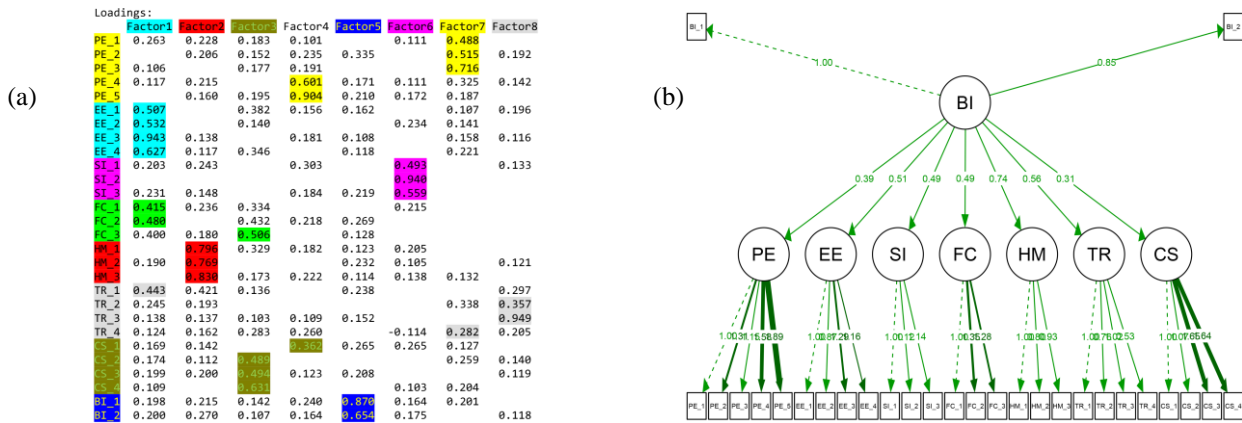 (a)
Loadings:
Factor1 Factor2 Factor3 Factor4 Factor5 Factor6 Factor7 Factor8
PE_1 0.263 0.228 0.183 0.101 0.111 0.488
PE_2 0.206 0.152 0.235 0.335 0.515 0.192
PE_3 0.106 0.177 0.191 0.716
PE_4 0.117 0.215 0.601 0.171 0.111 0.325 0.142
PE_5 0.160 0.195 0.904 0.210 0.172 0.187
EE_1 0.507 0.382 0.156 0.162 0.107 0.196
EE_2 0.532 0.140 0.234 0.141
EE_3 0.943 0.138 0.181 0.108 0.158 0.116
EE_4 0.627 0.117 0.346 0.118 0.221
SI_1 0.203 0.243 0.303 0.493 0.133
SI_2 0.940
SI_3 0.231 0.148 0.184 0.219 0.559
FC_1 0.415 0.236 0.334 0.215
FC_2 0.480 0.432 0.218 0.269
FC_3 0.400 0.180 0.506 0.128
HM_1 0.796 0.329 0.182 0.123 0.205
HM_2 0.190 0.769 0.232 0.105 0.121
HM_3 0.830 0.173 0.222 0.114 0.138 0.132
TR_1 0.443 0.421 0.136 0.238 0.297
TR_2 0.245 0.193 0.338 0.357
TR_3 0.138 0.137 0.103 0.109 0.152 0.949
TR_4 0.124 0.162 0.283 0.260 -0.114 0.282 0.205
CS_1 0.169 0.142 0.362 0.265 0.265 0.127
CS_2 0.174 0.112 0.489 0.259 0.140
CS_3 0.199 0.200 0.494 0.123 0.208 0.119
CS_4 0.109 0.631 0.103 0.204
BI_1 0.198 0.215 0.142 0.240 0.870 0.164 0.201
BI_2 0.200 0.270 0.107 0.164 0.654 0.175 0.118
(b)
BI_1 BI_2
1.00 0.85
BI
0.39 0.51 0.49 0.49 0.74 0.56 0.31
PE EE SI FC HM TR CS
PE_1 PE_2 PE_3 PE_4 PE_5 EE_1 EE_2 EE_3 EE_4 SI_1 SI_2 SI_3 FC_1 FC_2 FC_3 HM_1 HM_2 HM_3 TR_1 TR_2 TR_3 TR_4 CS_1 CS_2 CS_3 CS_4